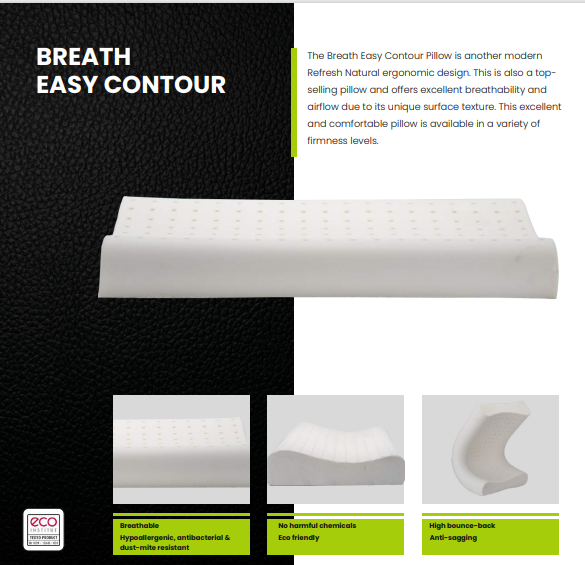 BREATH
EASY CONTOUR
The Breath Easy Contour Pillow is another modern
Refresh Natural ergonomic design. This is also a top-
selling pillow and offers excellent breathability and
airflow due to its unique surface texture. This excellent
and comfortable pillow is available in a variety of
firmness levels.
eco
INSTITUT
TESTED PRODUCT
Breathable
Hypoallergenic, antibacterial &
dust-mite resistant
No harmful chemicals
Eco friendly
High bounce-back
Anti-sagging